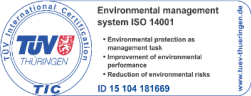 TÜV International Certification
TÜV
THÜRINGEN
TIC
Environmental management
system ISO 14001
• Environmental protection as
management task
• Improvement of environmental
performance
• Reduction of environmental risks
ID 15 104 181669
www.tuev-thueringen.de